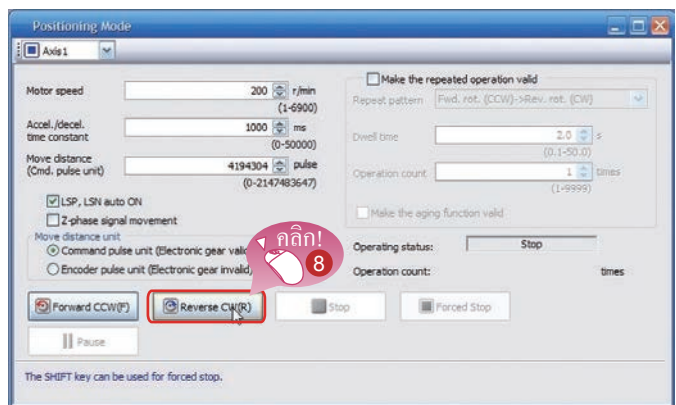 Positioning Mode
Axis1
Motor speed 200 r/min
(1-6900)
Accel./decel.
time constant 1000 ms
(0-50000)
Move distance
(Cmd. pulse unit) 4194304 pulse
(0-2147483647)
LSP, LSN auto ON
Z-phase signal movement
Move distance unit
Command pulse unit (Electronic gear vali
Encoder pulse unit (Electronic gear invalid)
Make the repeated operation valid
Repeat pattern Fwd. rot. (CCW)->Rev. rot. (CW)
Dwell time 2.0 s
(0.1-50.0)
Operation count 1 times
(1-9999)
Make the aging function valid
คลิก!
8
Operating status: Stop
Operation count: times
Forward CCW(F) Reverse CW(R) Stop Forced Stop
Pause
The SHIFT key can be used for forced stop.